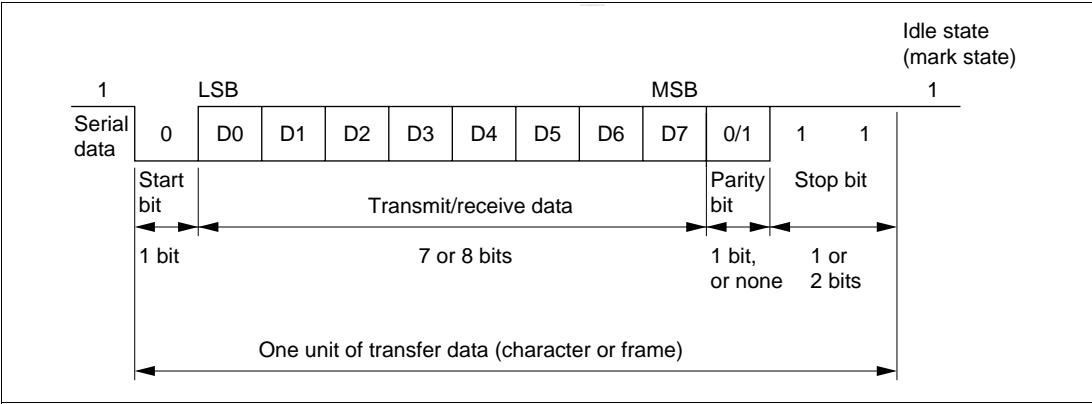 Idle state
(mark state)
1 LSB MSB 1
Serial
data
0 D0 D1 D2 D3 D4 D5 D6 D7 0/1 1 1
Start
bit
Transmit/receive data
Parity
bit
Stop bit
1 bit
7 or 8 bits
1 bit,
or none
1 or
2 bits
One unit of transfer data (character or frame)